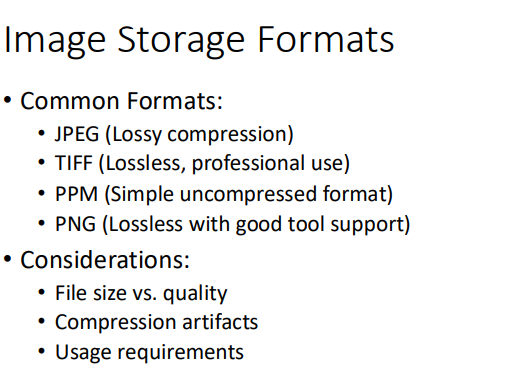 Image Storage Formats
• Common Formats:
• JPEG (Lossy compression)
• TIFF (Lossless, professional use)
• PPM (Simple uncompressed format)
• PNG (Lossless with good tool support)
• Considerations:
• File size vs. quality
• Compression artifacts
• Usage requirements